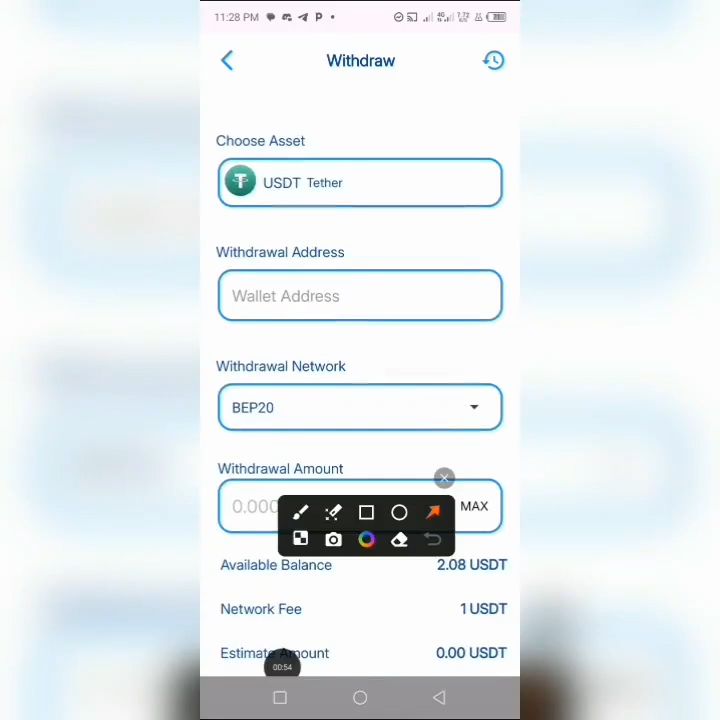 11:28 PM
Withdraw
Choose Asset
USDT Tether
Withdrawal Address
Wallet Address
Withdrawal Network
BEP20
Withdrawal Amount
0.000
MAX
Available Balance 2.08 USDT
Network Fee 1 USDT
Estimate Amount 0.00 USDT
00:54